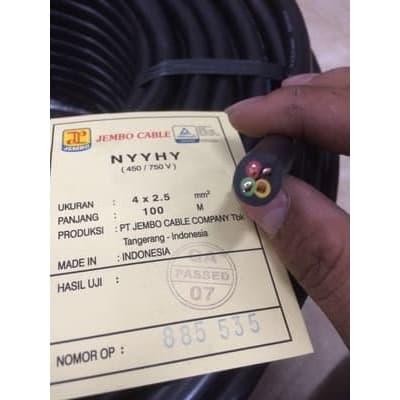 JEMBO
JEMBO CABLE
NYYHY
( 450 / 750 V )
UKURAN : 4 x 2.5 mm²
PANJANG : 100 M
PRODUKSI : PT JEMBO CABLE COMPANY Tbk
Tangerang - Indonesia
MADE IN : INDONESIA
HASIL UJI :
QA
PASSED
07
NOMOR OP : 885 535